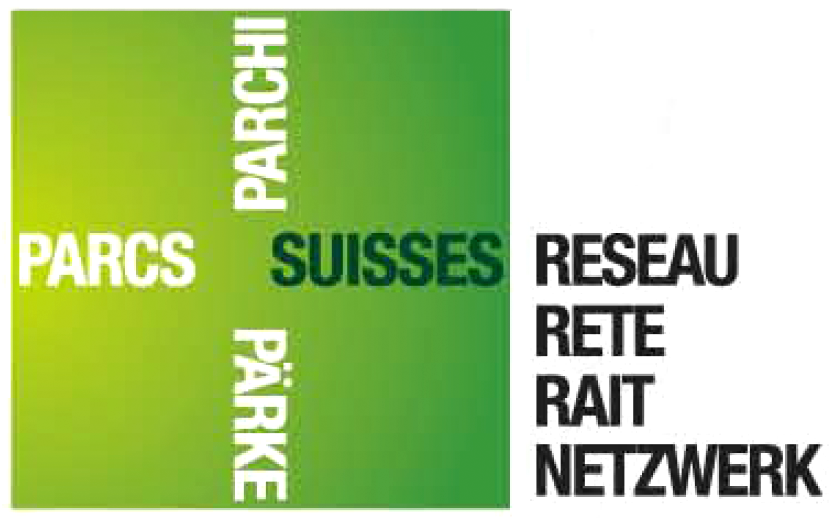 PARCHI
PARCS SUISSES
PÄRKE
RESEAU
RETE
RAIT
NETZWERK